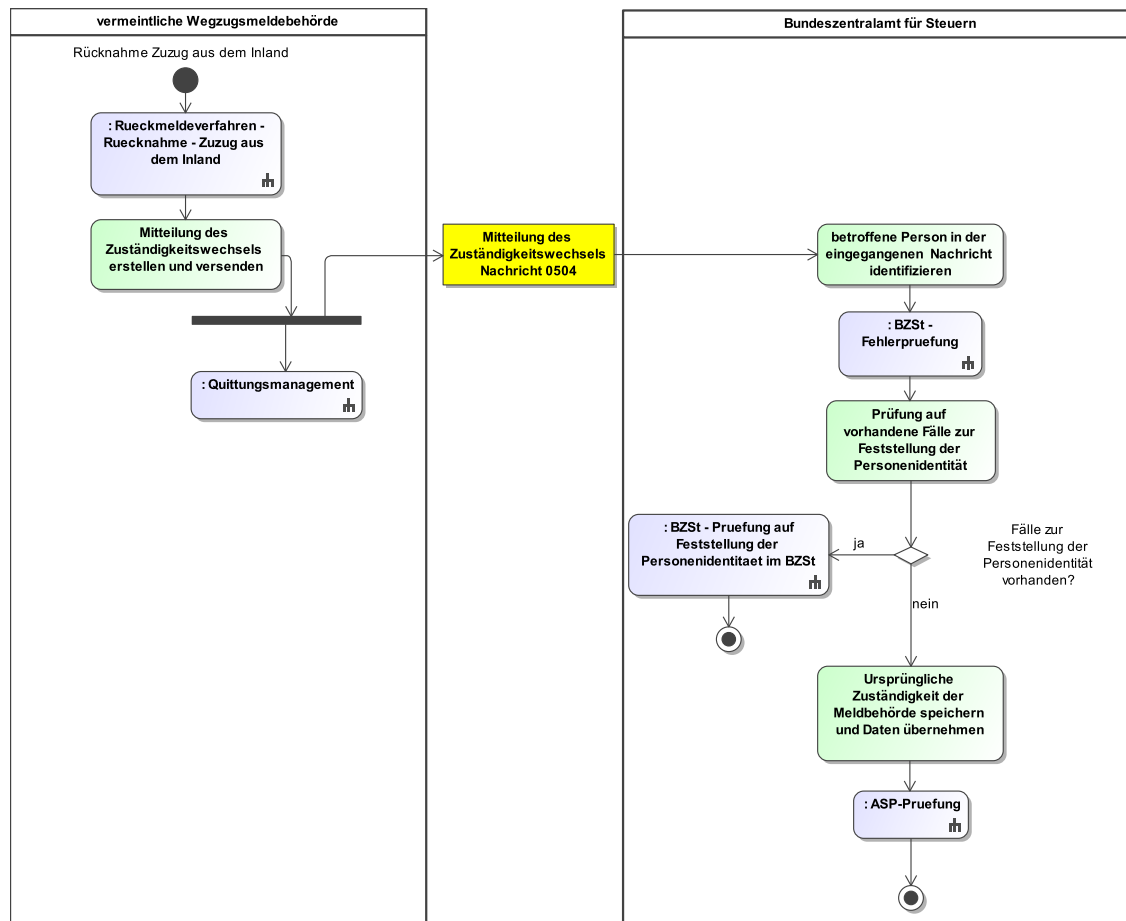 vermeintliche Wegzugsmeldebehörde
Rücknahme Zuzug aus dem Inland
: Rueckmeldeverfahren -
Ruecknahme - Zuzug aus
dem Inland
Mitteilung des
Zuständigkeitswechsels
erstellen und versenden
: Quittungsmanagement
Mitteilung des
Zuständigkeitswechsels
Nachricht 0504
Bundeszentralamt für Steuern
betroffene Person in der
eingegangenen Nachricht
identifizieren
: BZSt -
Fehlerpruefung
Prüfung auf
vorhandene Fälle zur
Feststellung der
Personenidentität
Fälle zur
Feststellung der
Personenidentität
vorhanden?
ja
: BZSt - Pruefung auf
Feststellung der
Personenidentitaet im BZSt
nein
Ursprüngliche
Zuständigkeit der
Meldbehörde speichern
und Daten übernehmen
: ASP-Pruefung